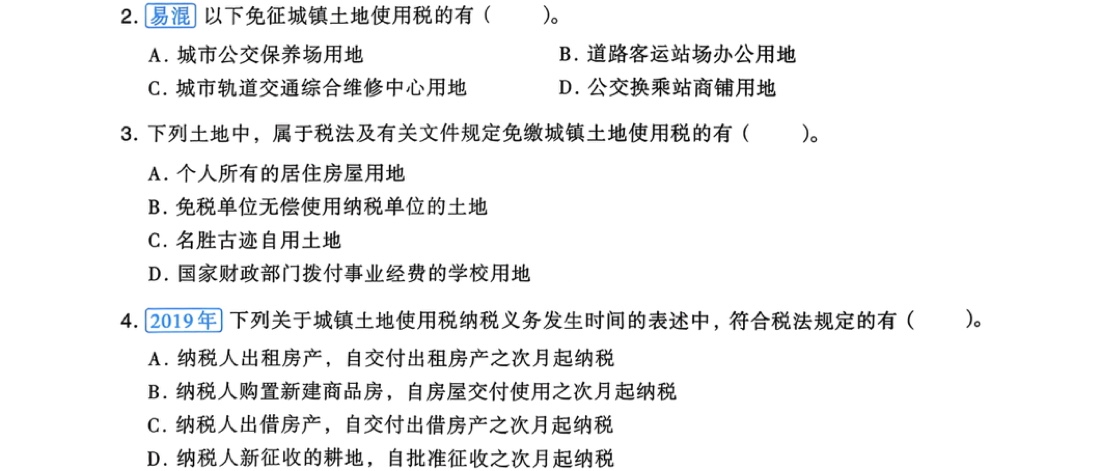 2. 易混 以下免征城镇土地使用税的有（　　）。
A. 城市公交保养场用地　　B. 道路客运站场办公用地
C. 城市轨道交通综合维修中心用地　　D. 公交换乘站商铺用地
3. 下列土地中，属于税法及有关文件规定免缴城镇土地使用税的有（　　）。
A. 个人所有的居住房屋用地
B. 免税单位无偿使用纳税单位的土地
C. 名胜古迹自用土地
D. 国家财政部门拨付事业经费的学校用地
4. 2019年 下列关于城镇土地使用税纳税义务发生时间的表述中，符合税法规定的有（　　）。
A. 纳税人出租房产，自交付出租房产之次月起纳税
B. 纳税人购置新建商品房，自房屋交付使用之次月起纳税
C. 纳税人出借房产，自交付出借房产之次月起纳税
D. 纳税人新征收的耕地，自批准征收之次月起纳税